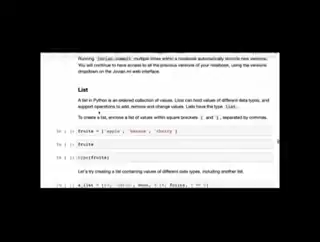 Running jovian.commit multiple times within a notebook automatically records new versions.
You will continue to have access to all the previous versions of your notebook, using the versions
dropdown on the Jovian.ml web interface.
List
A list in Python is an ordered collection of values. Lists can hold values of different data types, and
support operations to add, remove and change values. Lists have the type list.
To create a list, enclose a list of values within square brackets [ and ], separated by commas.
fruits = ['apple', 'banana', 'cherry']
fruits
type(fruits)
Let's try creating a list containing values of different data types, including another list.
a_list =